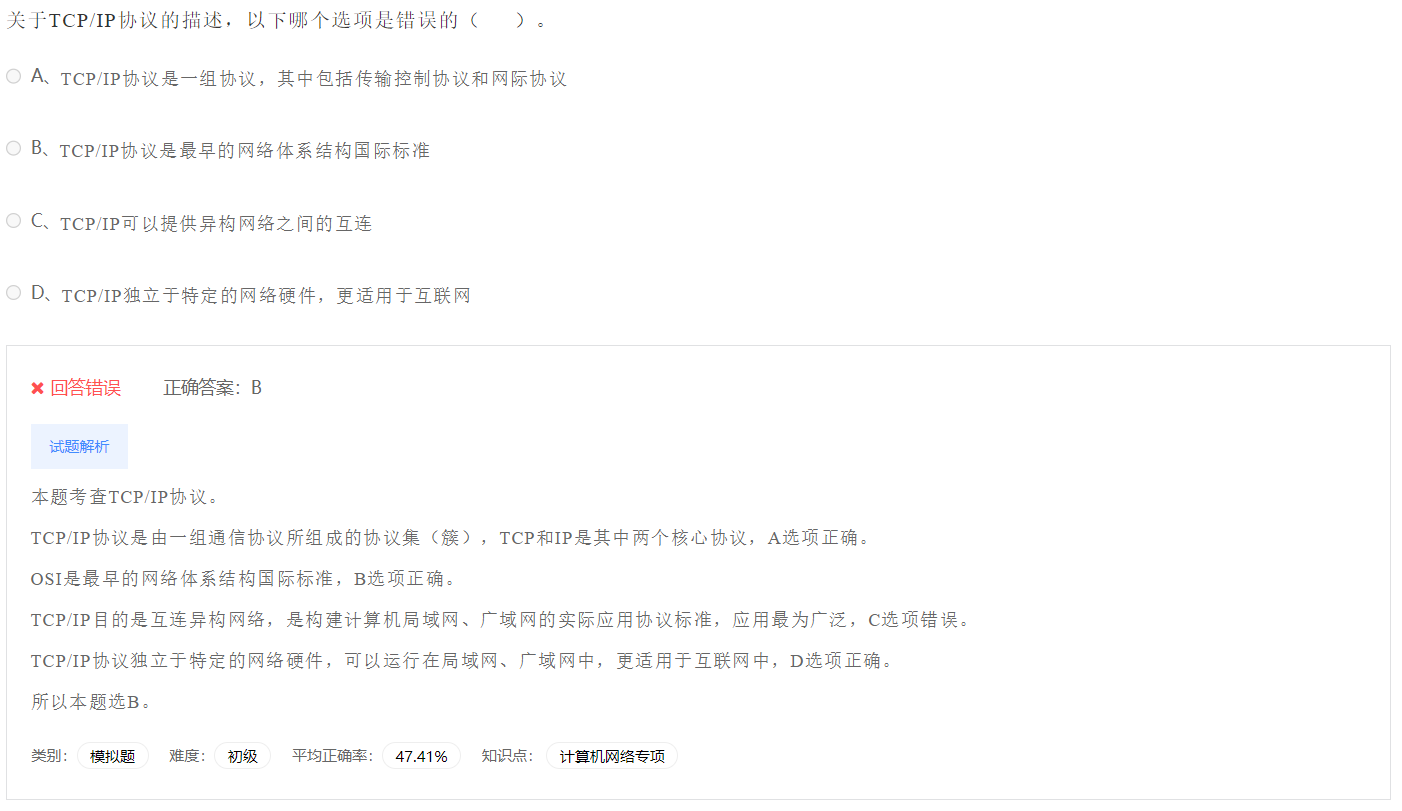 关于TCP/IP协议的描述，以下哪个选项是错误的（　　）。
A、TCP/IP协议是一组协议，其中包括传输控制协议和网际协议
B、TCP/IP协议是最早的网络体系结构国际标准
C、TCP/IP可以提供异构网络之间的互连
D、TCP/IP独立于特定的网络硬件，更适用于互联网
回答错误 正确答案：B
试题解析
本题考查TCP/IP协议。
TCP/IP协议是由一组通信协议所组成的协议集（簇），TCP和IP是其中两个核心协议，A选项正确。
OSI是最早的网络体系结构国际标准，B选项正确。
TCP/IP目的是互连异构网络，是构建计算机局域网、广域网的实际应用协议标准，应用最为广泛，C选项错误。
TCP/IP协议独立于特定的网络硬件，可以运行在局域网、广域网中，更适用于互联网中，D选项正确。
所以本题选B。
类别： 模拟题 难度： 初级 平均正确率： 47.41% 知识点： 计算机网络专项